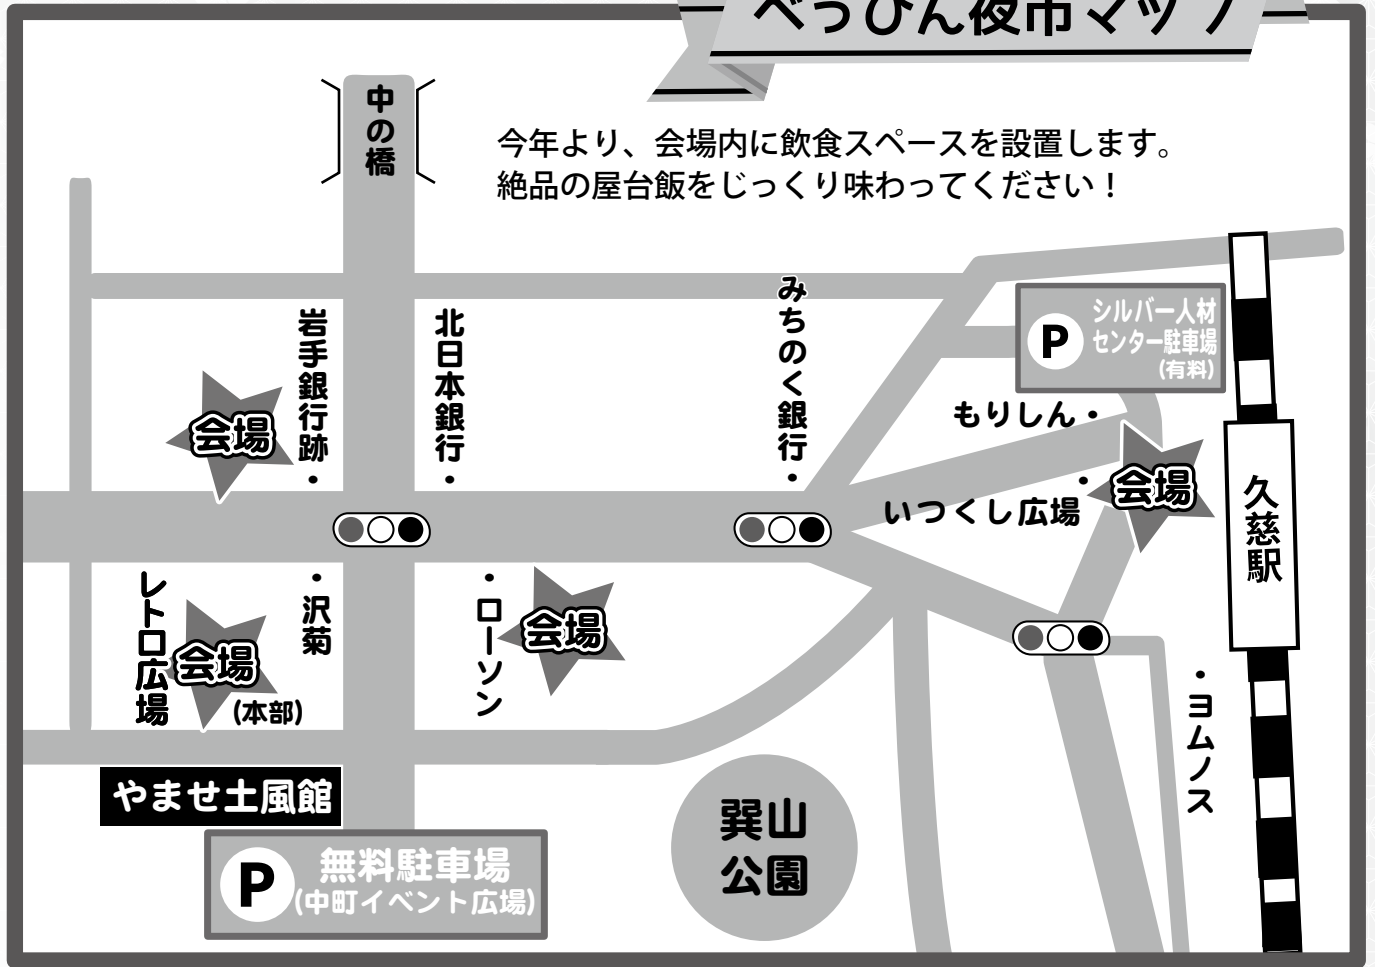 べっぴん夜市マップ
中の橋
今年より、会場内に飲食スペースを設置します。
絶品の屋台飯をじっくり味わってください！
岩手銀行跡
北日本銀行
みちのく銀行
P
シルバー人材
センター駐車場
(有料)
もりしん
会場
いつくし広場
会場
久慈駅
レトロ広場
会場
(本部)
沢菊
ローソン
会場
ヨムノス
やませ土風館
P
無料駐車場
(中町イベント広場)
巽山
公園